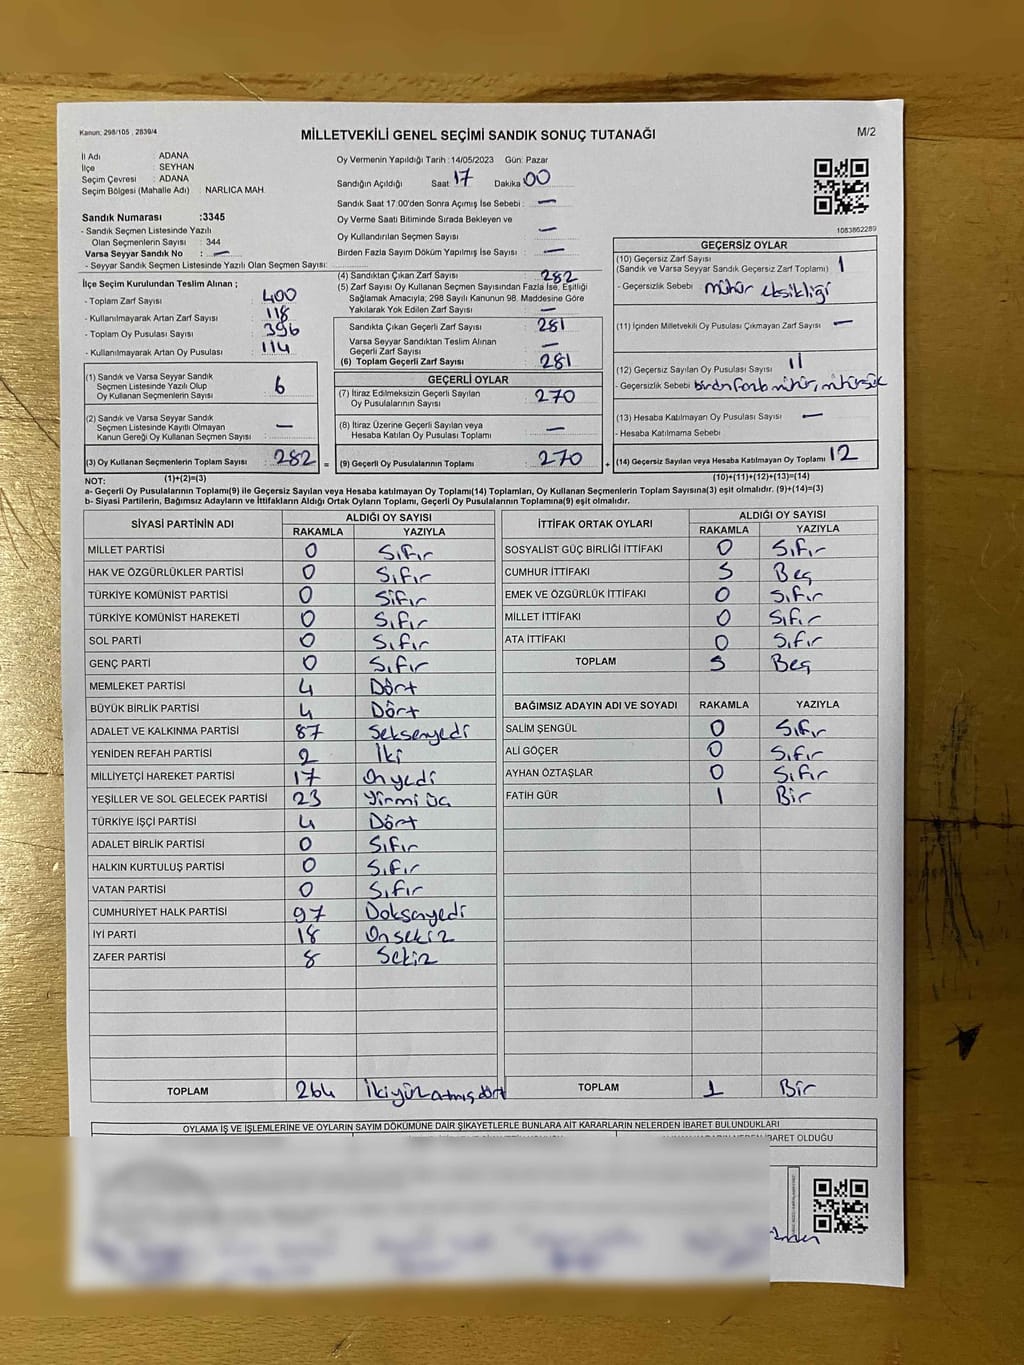 Kanun, 298/105 , 2839/4
MİLLETVEKİLİ GENEL SEÇİMİ SANDIK SONUÇ TUTANAĞI
M/2
İl Adı : ADANA
İlçe : SEYHAN
Seçim Çevresi : ADANA
Seçim Bölgesi (Mahalle Adı) : NARLICA MAH.
Sandık Numarası :3345
- Sandık Seçmen Listesinde Yazılı
Olan Seçmenlerin Sayısı : 344
Varsa Seyyar Sandık No : —
- Seyyar Sandık Seçmen Listesinde Yazılı Olan Seçmen Sayısı:
İlçe Seçim Kurulundan Teslim Alınan ;
- Toplam Zarf Sayısı : 400
- Kullanılmayarak Artan Zarf Sayısı : 118
- Toplam Oy Pusulası Sayısı : 396
- Kullanılmayarak Artan Oy Pusulası : 114
(1) Sandık ve Varsa Seyyar Sandık
Seçmen Listesinde Yazılı Olup
Oy Kullanan Seçmenlerin Sayısı : 6
(2) Sandık ve Varsa Seyyar Sandık
Seçmen Listesinde Kayıtlı Olmayan
Kanun Gereği Oy Kullanan Seçmen Sayısı : —
(3) Oy Kullanan Seçmenlerin Toplam Sayısı : 282 =
Oy Vermenin Yapıldığı Tarih : 14/05/2023 Gün: Pazar
Sandığın Açıldığı Saat 17 Dakika 00
Sandık Saat 17.00'den Sonra Açımış İse Sebebi : —
Oy Verme Saati Bitiminde Sırada Bekleyen ve
Oy Kullandırılan Seçmen Sayısı —
Birden Fazla Sayım Döküm Yapılmış İse Sayısı : —
(4) Sandıktan Çıkan Zarf Sayısı : 282
(5) Zarf Sayısı Oy Kullanan Seçmen Sayısından Fazla İse, Eşitliği
Sağlamak Amacıyla; 298 Sayılı Kanunun 98. Maddesine Göre
Yakılarak Yok Edilen Zarf Sayısı : —
Sandıkta Çıkan Geçerli Zarf Sayısı : 281
Varsa Seyyar Sandıktan Teslim Alınan
Geçerli Zarf Sayısı : —
(6) Toplam Geçerli Zarf Sayısı : 281
GEÇERLİ OYLAR
(7) İtiraz Edilmeksizin Geçerli Sayılan
Oy Pusulalarının Sayısı : 270
(8) İtiraz Üzerine Geçerli Sayılan veya
Hesaba Katılan Oy Pusulası Toplamı : —
(9) Geçerli Oy Pusulalarının Toplamı : 270 +
1083862289
GEÇERSİZ OYLAR
(10) Geçersiz Zarf Sayısı
(Sandık ve Varsa Seyyar Sandık Geçersiz Zarf Toplamı) : 1
- Geçersizlik Sebebi : mühür eksikliği
(11) İçinden Milletvekili Oy Pusulası Çıkmayan Zarf Sayısı : —
(12) Geçersiz Sayılan Oy Pusulası Sayısı : 11
- Geçersizlik Sebebi : birden fazla mühür, mühürsük
(13) Hesaba Katılmayan Oy Pusulası Sayısı : —
- Hesaba Katılmama Sebebi :
(14) Geçersiz Sayılan veya Hesaba Katılmayan Oy Toplamı : 12
NOT: (1)+(2)=(3) (10)+(11)+(12)+(13)=(14)
a- Geçerli Oy Pusulalarının Toplamı(9) ile Geçersiz Sayılan veya Hesaba katılmayan Oy Toplamı(14) Toplamları, Oy Kullanan Seçmenlerin Toplam Sayısına(3) eşit olmalıdır. (9)+(14)=(3)
b- Siyasi Partilerin, Bağımsız Adayların ve İttifakların Aldığı Ortak Oyların Toplamı, Geçerli Oy Pusulalarının Toplamına(9) eşit olmalıdır.
SİYASİ PARTİNİN ADI ALDIĞI OY SAYISI
RAKAMLA YAZIYLA
MİLLET PARTİSİ 0 Sıfır
HAK VE ÖZGÜRLÜKLER PARTİSİ 0 Sıfır
TÜRKİYE KOMÜNİST PARTİSİ 0 Sıfır
TÜRKİYE KOMÜNİST HAREKETİ 0 Sıfır
SOL PARTİ 0 Sıfır
GENÇ PARTİ 0 Sıfır
MEMLEKET PARTİSİ 4 Dört
BÜYÜK BİRLİK PARTİSİ 4 Dört
ADALET VE KALKINMA PARTİSİ 87 Seksenyedi
YENİDEN REFAH PARTİSİ 2 İki
MİLLİYETÇİ HAREKET PARTİSİ 17 Onyedi
YEŞİLLER VE SOL GELECEK PARTİSİ 23 Yirmi üç
TÜRKİYE İŞÇİ PARTİSİ 4 Dört
ADALET BİRLİK PARTİSİ 0 Sıfır
HALKIN KURTULUŞ PARTİSİ 0 Sıfır
VATAN PARTİSİ 0 Sıfır
CUMHURİYET HALK PARTİSİ 97 Doksanyedi
İYİ PARTİ 18 Onsekiz
ZAFER PARTİSİ 8 Sekiz
TOPLAM 264 İkiyüzatmışdört
İTTİFAK ORTAK OYLARI ALDIĞI OY SAYISI
RAKAMLA YAZIYLA
SOSYALİST GÜÇ BİRLİĞİ İTTİFAKI 0 Sıfır
CUMHUR İTTİFAKI 5 Beş
EMEK VE ÖZGÜRLÜK İTTİFAKI 0 Sıfır
MİLLET İTTİFAKI 0 Sıfır
ATA İTTİFAKI 0 Sıfır
TOPLAM 5 Beş
BAĞIMSIZ ADAYIN ADI VE SOYADI RAKAMLA YAZIYLA
SALİM ŞENGÜL 0 Sıfır
ALİ GÖÇER 0 Sıfır
AYHAN ÖZTAŞLAR 0 Sıfır
FATİH GÜR 1 Bir
TOPLAM 1 Bir
OYLAMA İŞ VE İŞLEMLERİNE VE OYLARIN SAYIM DÖKÜMÜNE DAİR ŞİKAYETLERLE BUNLARA AİT KARARLARIN NELERDEN İBARET BULUNDUKLARI
İBARET OLDUĞU